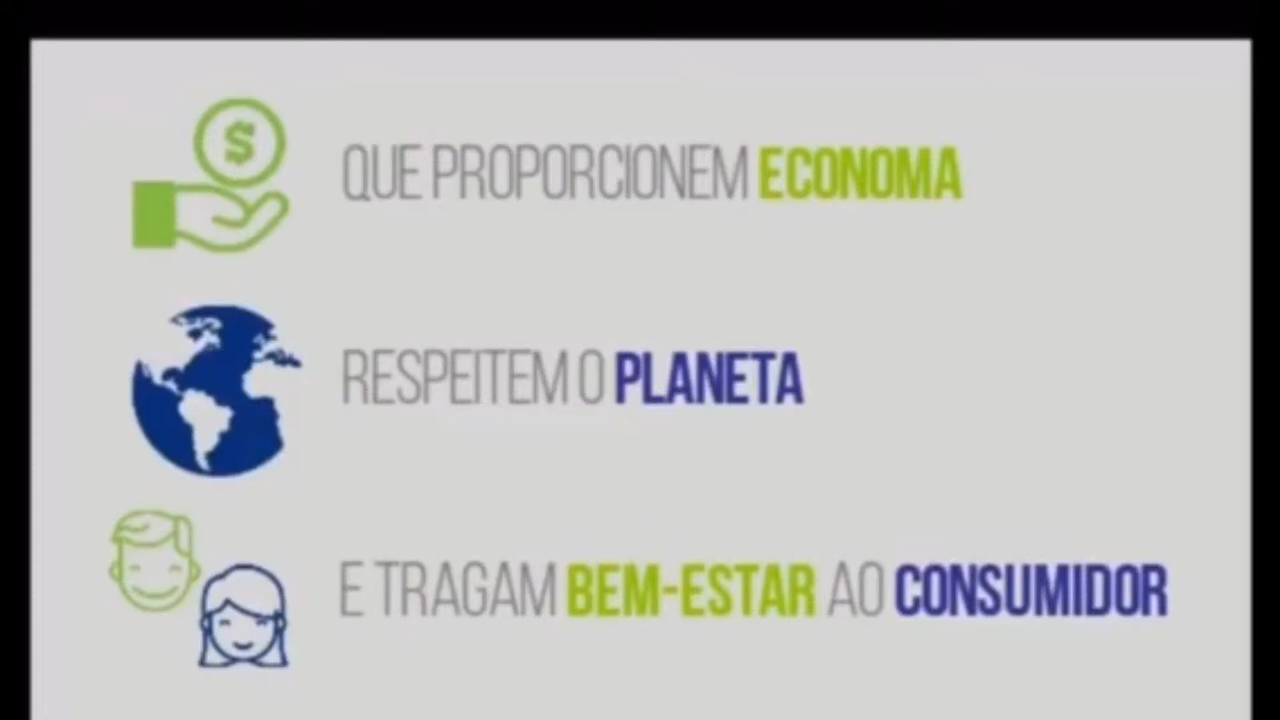 $
QUE PROPORCIONEM ECONOMA
RESPEITEM O PLANETA
E TRAGAM BEM-ESTAR AO CONSUMIDOR